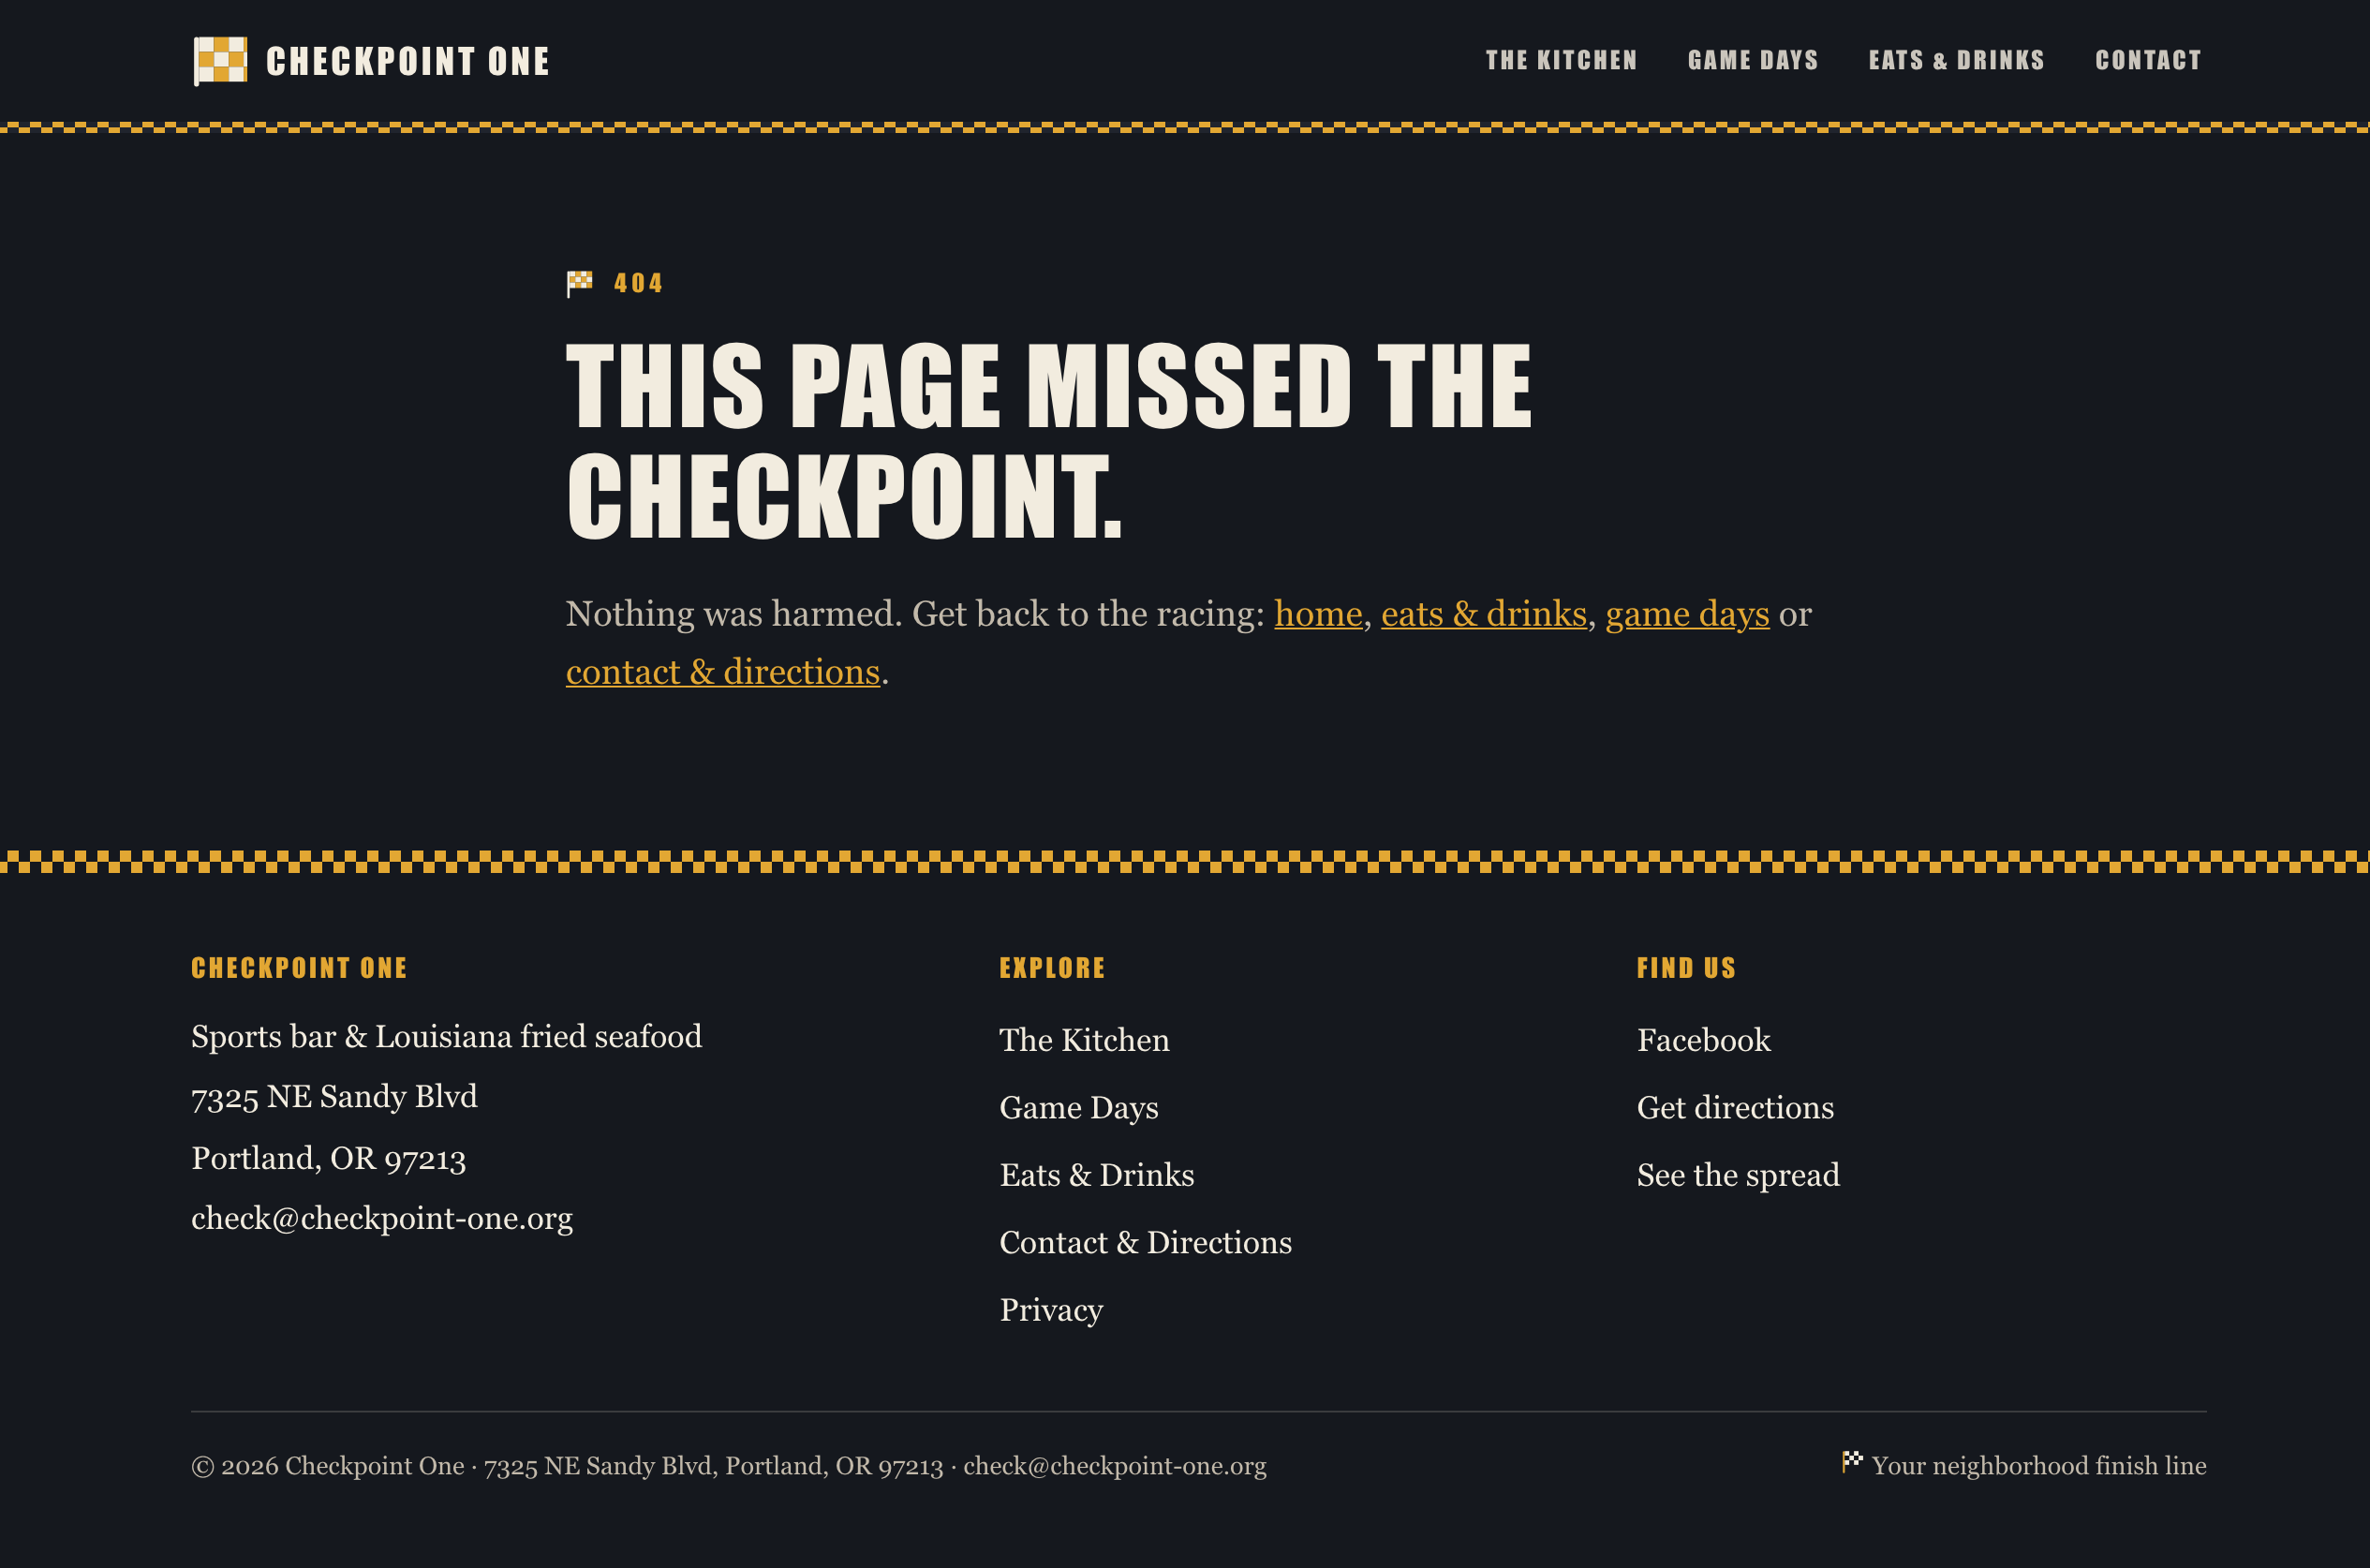 CHECKPOINT ONE
THE KITCHEN
GAME DAYS
EATS & DRINKS
CONTACT
404
THIS PAGE MISSED THE
CHECKPOINT.
Nothing was harmed. Get back to the racing: home, eats & drinks, game days or
contact & directions.
CHECKPOINT ONE
Sports bar & Louisiana fried seafood
7325 NE Sandy Blvd
Portland, OR 97213
check@checkpoint-one.org
EXPLORE
The Kitchen
Game Days
Eats & Drinks
Contact & Directions
Privacy
FIND US
Facebook
Get directions
See the spread
© 2026 Checkpoint One · 7325 NE Sandy Blvd, Portland, OR 97213 · check@checkpoint-one.org
Your neighborhood finish line